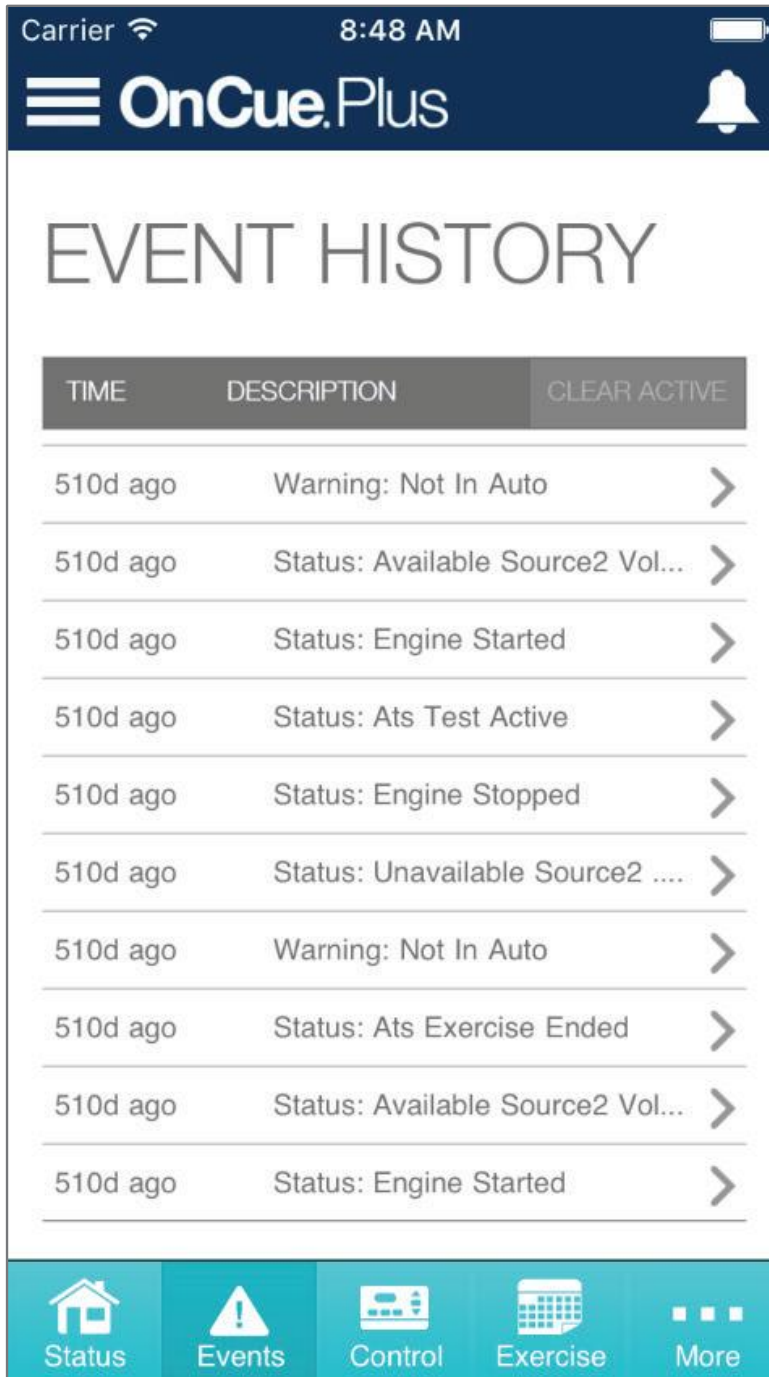 Carrier 8:48 AM
OnCue.Plus
EVENT HISTORY
TIME DESCRIPTION CLEAR ACTIVE
510d ago Warning: Not In Auto
510d ago Status: Available Source2 Vol...
510d ago Status: Engine Started
510d ago Status: Ats Test Active
510d ago Status: Engine Stopped
510d ago Status: Unavailable Source2 ....
510d ago Warning: Not In Auto
510d ago Status: Ats Exercise Ended
510d ago Status: Available Source2 Vol...
510d ago Status: Engine Started
Status Events Control Exercise More